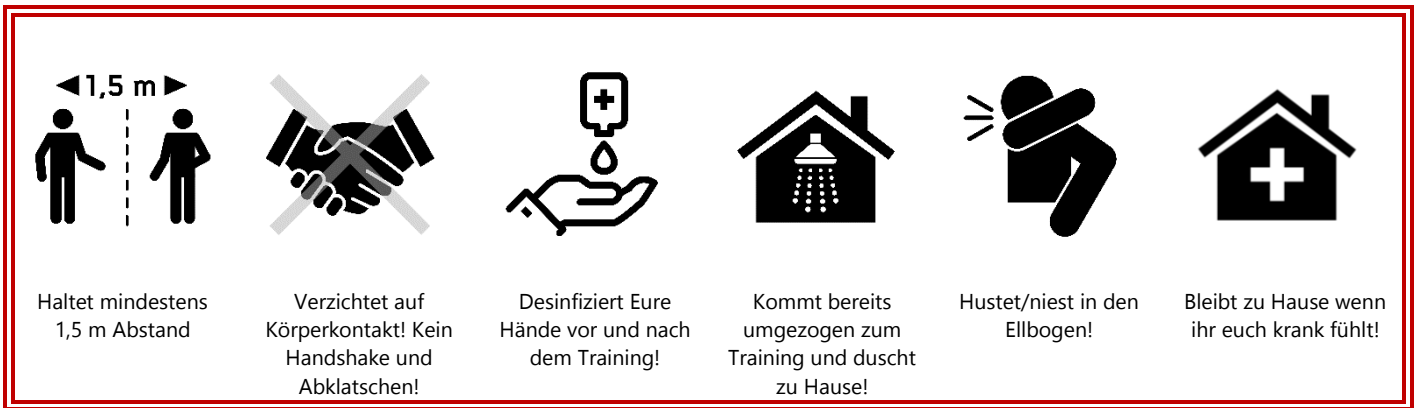 1,5 m
Haltet mindestens
1,5 m Abstand
Verzichtet auf
Körperkontakt! Kein
Handshake und
Abklatschen!
Desinfiziert Eure
Hände vor und nach
dem Training!
Kommt bereits
umgezogen zum
Training und duscht
zu Hause!
Hustet/niest in den
Ellbogen!
Bleibt zu Hause wenn
ihr euch krank fühlt!